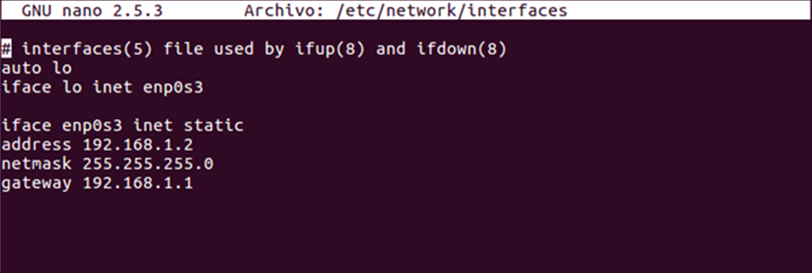 GNU nano 2.5.3 Archivo: /etc/network/interfaces
# interfaces(5) file used by ifup(8) and ifdown(8)
auto lo
iface lo inet enp0s3
iface enp0s3 inet static
address 192.168.1.2
netmask 255.255.255.0
gateway 192.168.1.1